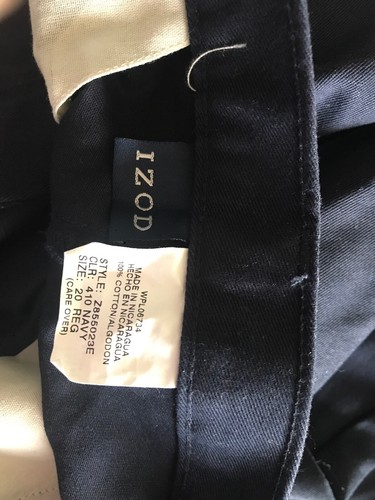 IZOD
WPL06734
MADE IN NICARAGUA
HECHO EN NICARAGUA
100% COTTON/ALGODON
STYLE: Z855023E
CLR: 410 NAVY
SIZE: 20 REG
(CARE OVER)